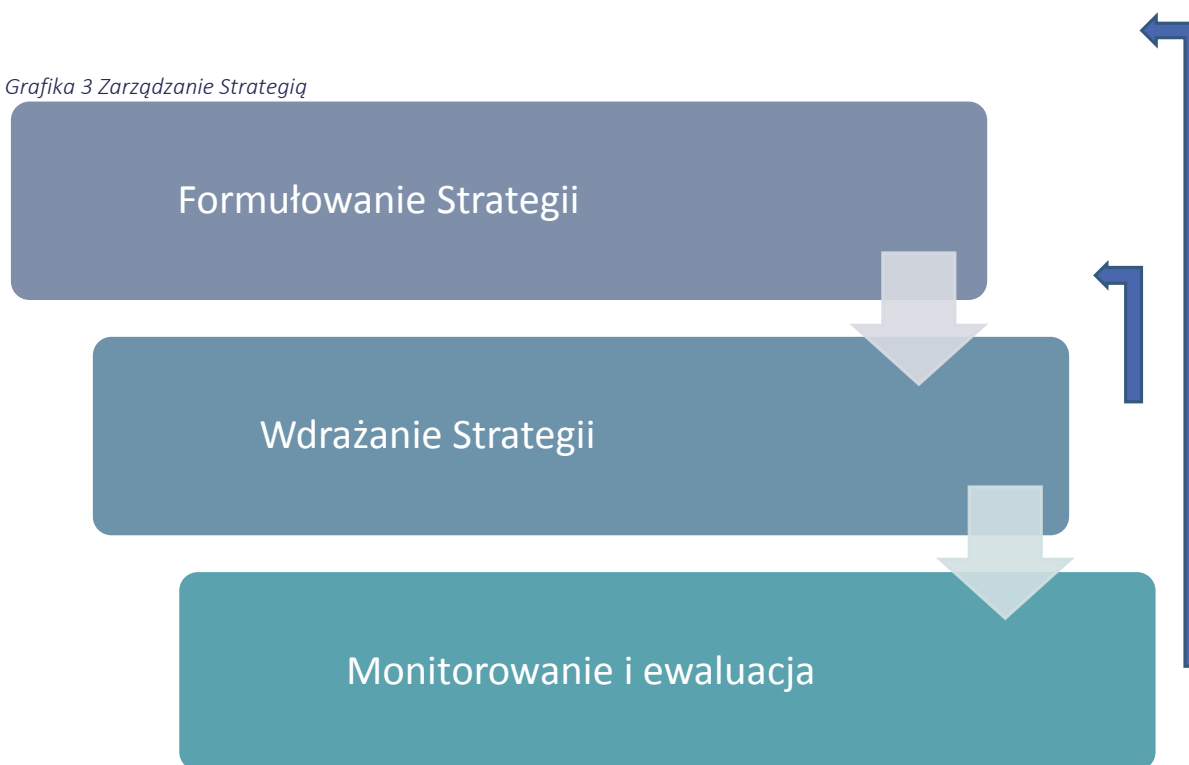 Grafika 3 Zarządzanie Strategią
Formułowanie Strategii
Wdrażanie Strategii
Monitorowanie i ewaluacja